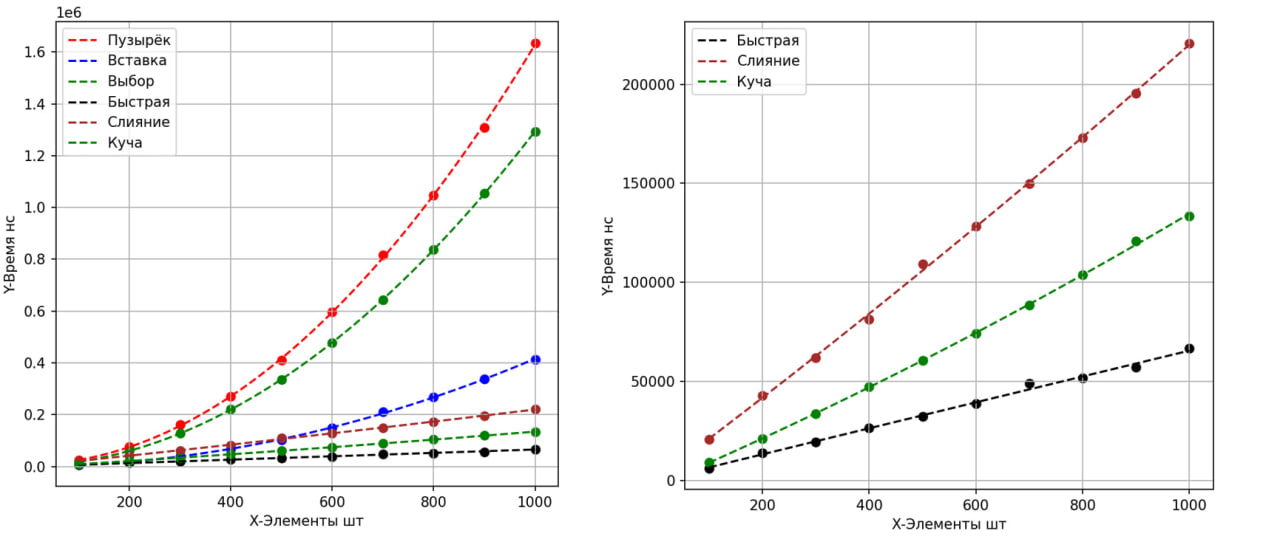 1e6
Пузырёк
Вставка
Выбор
Быстрая
Слияние
Куча
1.6
1.4
1.2
1.0
0.8
0.6
0.4
0.2
0.0
Y-Время нс
200 400 600 800 1000
X-Элементы шт
Быстрая
Слияние
Куча
200000
150000
100000
50000
0
Y-Время нс
200 400 600 800 1000
X-Элементы шт